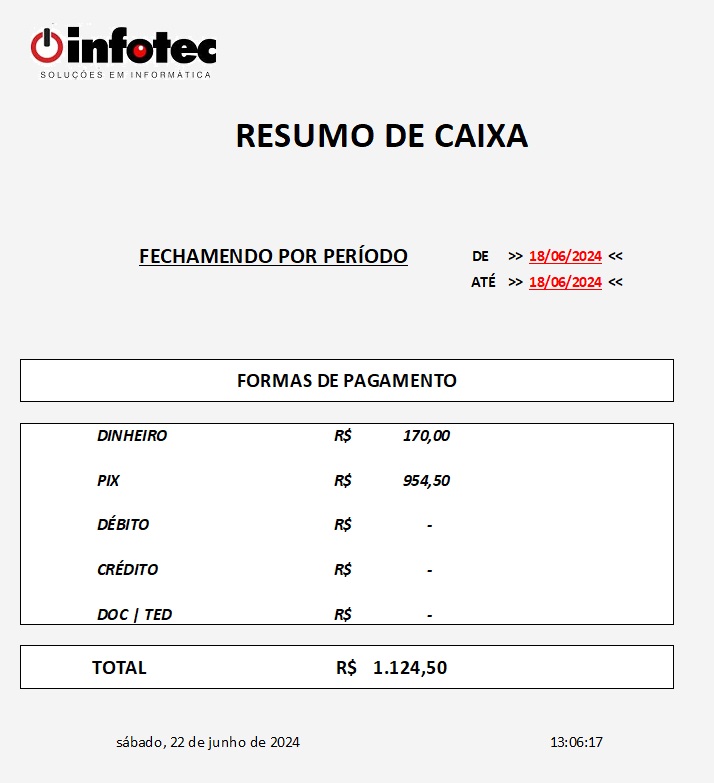 infotec
SOLUÇÕES EM INFORMÁTICA
RESUMO DE CAIXA
FECHAMENDO POR PERÍODO DE >> 18/06/2024 <<
ATÉ >> 18/06/2024 <<
FORMAS DE PAGAMENTO
DINHEIRO R$ 170,00
PIX R$ 954,50
DÉBITO R$ -
CRÉDITO R$ -
DOC | TED R$ -
TOTAL R$ 1.124,50
sábado, 22 de junho de 2024 13:06:17